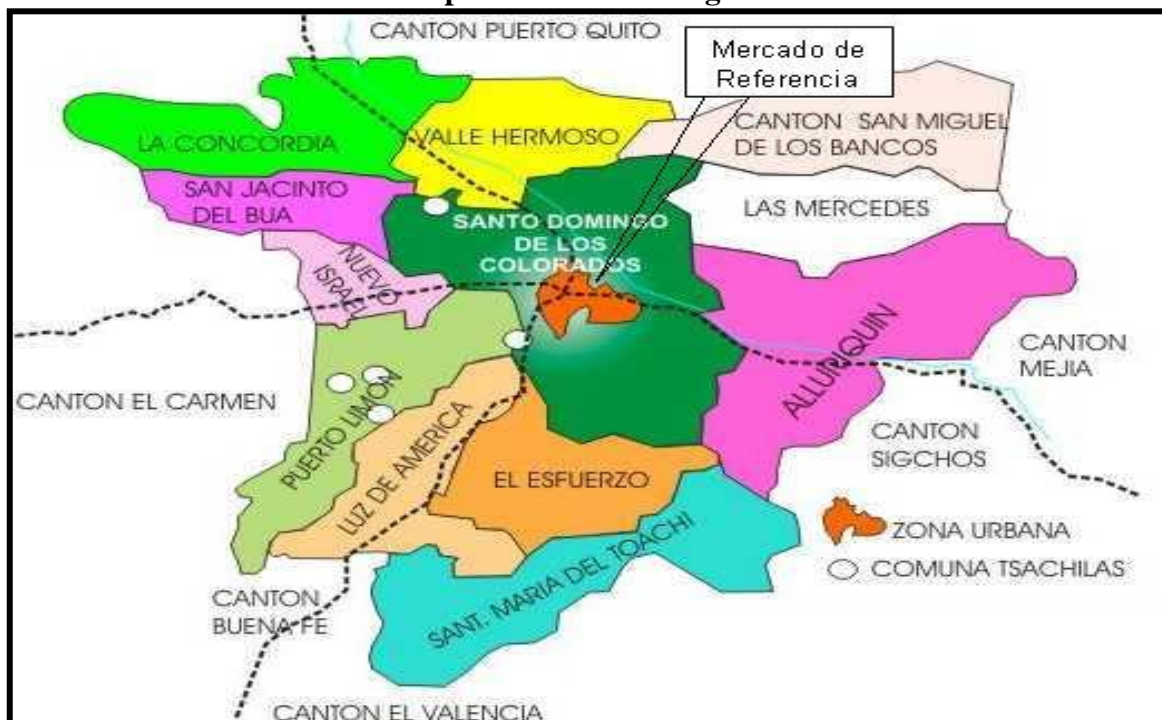 CANTON PUERTO QUITO
Mercado de
Referencia
LA CONCORDIA
VALLE HERMOSO
CANTON SAN MIGUEL
DE LOS BANCOS
SAN JACINTO
DEL BUA
LAS MERCEDES
SANTO DOMINGO
DE LOS
COLORADOS
NUEVO
ISRAEL
CANTON
MEJIA
ALLURIQUIN
CANTON EL CARMEN
PUERTO LIMON
LUZ DE AMERICA
CANTON
SIGCHOS
EL ESFUERZO
ZONA URBANA
COMUNA TSACHILAS
SANT. MARIA DEL TOACHI
CANTON
BUENA FE
CANTON EL VALENCIA